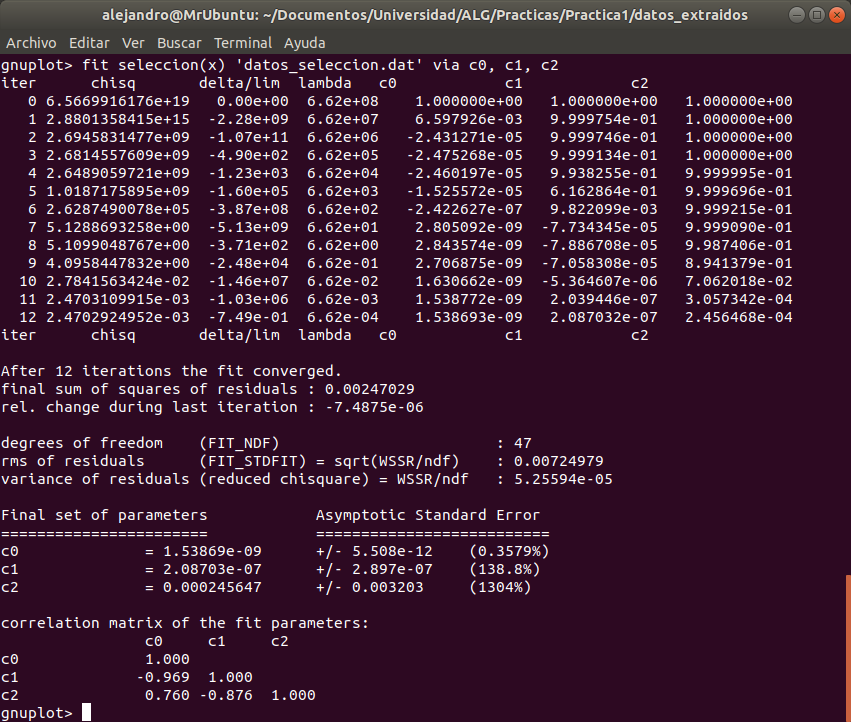 alejandro@MrUbuntu: ~/Documentos/Universidad/ALG/Practicas/Practica1/datos_extraidos
Archivo Editar Ver Buscar Terminal Ayuda
gnuplot> fit seleccion(x) 'datos_seleccion.dat' via c0, c1, c2
iter chisq delta/lim lambda c0 c1 c2
0 6.5669916176e+19 0.00e+00 6.62e+08 1.000000e+00 1.000000e+00 1.000000e+00
1 2.8801358415e+15 -2.28e+09 6.62e+07 6.597926e-03 9.999754e-01 1.000000e+00
2 2.6945831477e+09 -1.07e+11 6.62e+06 -2.431271e-05 9.999746e-01 1.000000e+00
3 2.6814557609e+09 -4.90e+02 6.62e+05 -2.475268e-05 9.999134e-01 1.000000e+00
4 2.6489059721e+09 -1.23e+03 6.62e+04 -2.460197e-05 9.938255e-01 9.999995e-01
5 1.0187175895e+09 -1.60e+05 6.62e+03 -1.525572e-05 6.162864e-01 9.999696e-01
6 2.6287490078e+05 -3.87e+08 6.62e+02 -2.422627e-07 9.822099e-03 9.999215e-01
7 5.1288693258e+00 -5.13e+09 6.62e+01 2.805092e-09 -7.734345e-05 9.999090e-01
8 5.1099048767e+00 -3.71e+02 6.62e+00 2.843574e-09 -7.886708e-05 9.987406e-01
9 4.0958447832e+00 -2.48e+04 6.62e-01 2.706875e-09 -7.058308e-05 8.941379e-01
10 2.7841563424e-02 -1.46e+07 6.62e-02 1.630662e-09 -5.364607e-06 7.062018e-02
11 2.4703109915e-03 -1.03e+06 6.62e-03 1.538772e-09 2.039446e-07 3.057342e-04
12 2.4702924952e-03 -7.49e-01 6.62e-04 1.538693e-09 2.087032e-07 2.456468e-04
iter chisq delta/lim lambda c0 c1 c2
After 12 iterations the fit converged.
final sum of squares of residuals : 0.00247029
rel. change during last iteration : -7.4875e-06
degrees of freedom (FIT_NDF) : 47
rms of residuals (FIT_STDFIT) = sqrt(WSSR/ndf) : 0.00724979
variance of residuals (reduced chisquare) = WSSR/ndf : 5.25594e-05
Final set of parameters Asymptotic Standard Error
======================= ==========================
c0 = 1.53869e-09 +/- 5.508e-12 (0.3579%)
c1 = 2.08703e-07 +/- 2.897e-07 (138.8%)
c2 = 0.000245647 +/- 0.003203 (1304%)
correlation matrix of the fit parameters:
c0 c1 c2
c0 1.000
c1 -0.969 1.000
c2 0.760 -0.876 1.000
gnuplot>